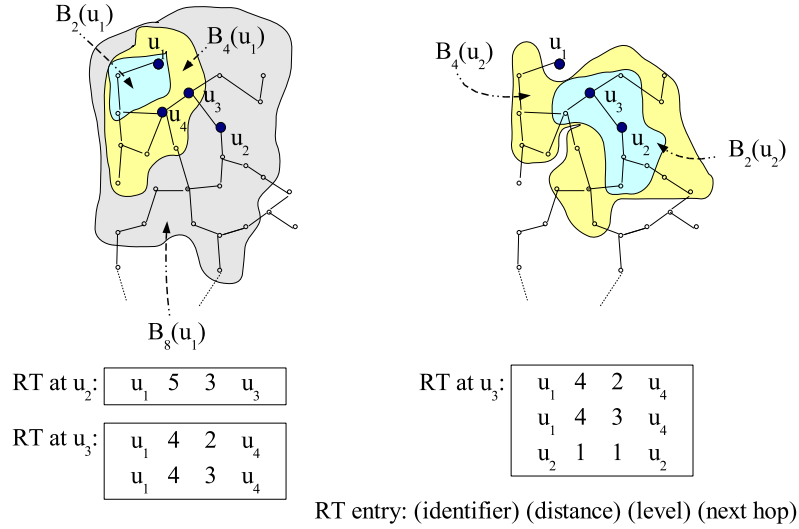 B₂(u₁)
B₄(u₁)
u₁
u₃
u₄
u₂
B₈(u₁)
B₄(u₂)
u₁
u₃
u₂
B₂(u₂)
RT at u₂: u₁ 5 3 u₃
RT at u₃: u₁ 4 2 u₄
u₁ 4 3 u₄
RT at u₃: u₁ 4 2 u₄
u₁ 4 3 u₄
u₂ 1 1 u₂
RT entry: (identifier) (distance) (level) (next hop)